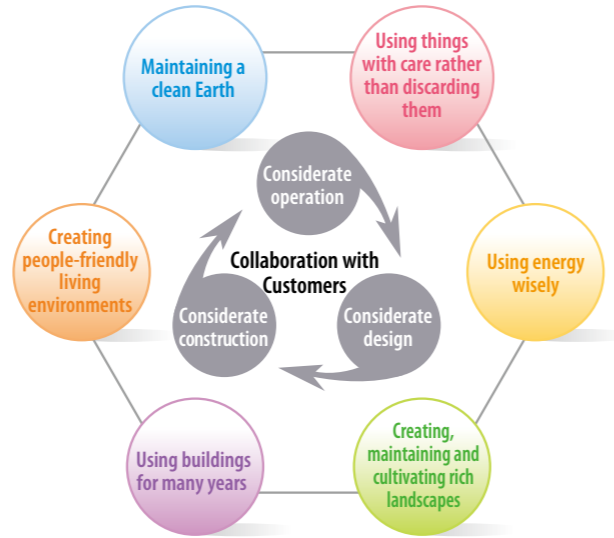 Maintaining a
clean Earth
Using things
with care rather
than discarding
them
Considerate
operation
Creating
people-friendly
living
environments
Collaboration with
Customers
Using energy
wisely
Considerate
construction
Considerate
design
Using buildings
for many years
Creating,
maintaining and
cultivating rich
landscapes